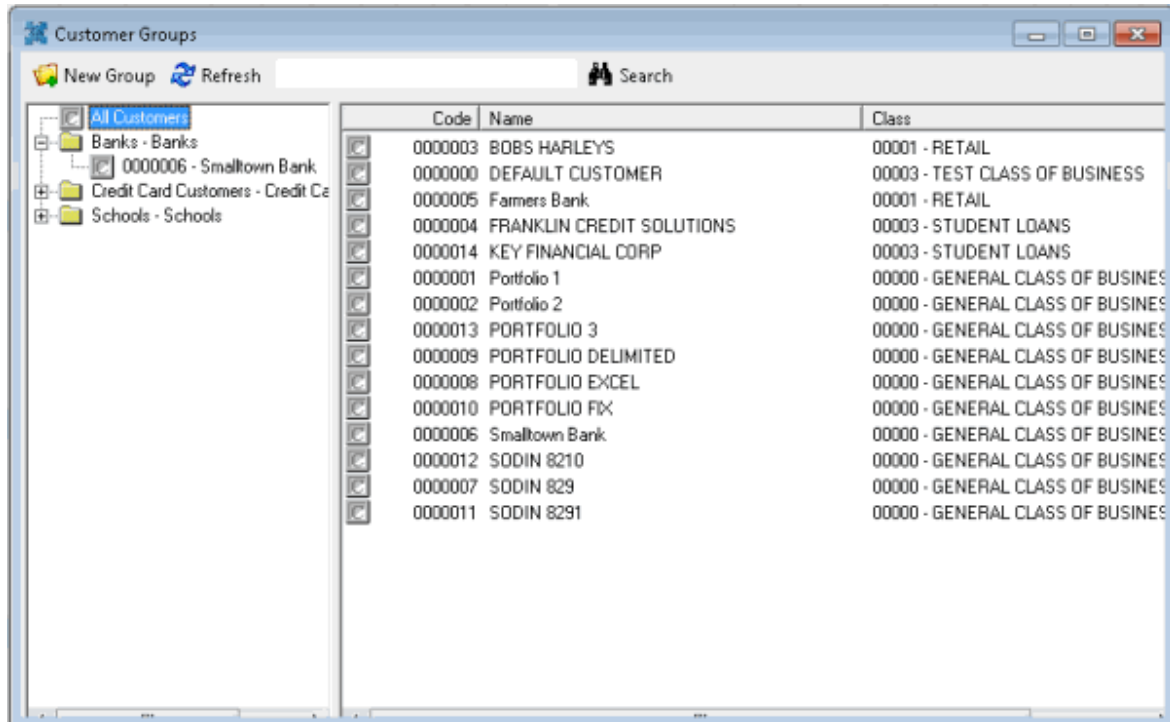 Customer Groups
New Group Refresh Search
All Customers
Banks - Banks
0000006 - Smalltown Bank
Credit Card Customers - Credit Ca
Schools - Schools
Code Name Class
0000003 BOBS HARLEYS 00001 - RETAIL
0000000 DEFAULT CUSTOMER 00003 - TEST CLASS OF BUSINESS
0000005 Farmers Bank 00001 - RETAIL
0000004 FRANKLIN CREDIT SOLUTIONS 00003 - STUDENT LOANS
0000014 KEY FINANCIAL CORP 00003 - STUDENT LOANS
0000001 Portfolio 1 00000 - GENERAL CLASS OF BUSINES
0000002 Portfolio 2 00000 - GENERAL CLASS OF BUSINES
0000013 PORTFOLIO 3 00000 - GENERAL CLASS OF BUSINES
0000009 PORTFOLIO DELIMITED 00000 - GENERAL CLASS OF BUSINES
0000008 PORTFOLIO EXCEL 00000 - GENERAL CLASS OF BUSINES
0000010 PORTFOLIO FIX 00000 - GENERAL CLASS OF BUSINES
0000006 Smalltown Bank 00000 - GENERAL CLASS OF BUSINES
0000012 SODIN 8210 00000 - GENERAL CLASS OF BUSINES
0000007 SODIN 829 00000 - GENERAL CLASS OF BUSINES
0000011 SODIN 8291 00000 - GENERAL CLASS OF BUSINES